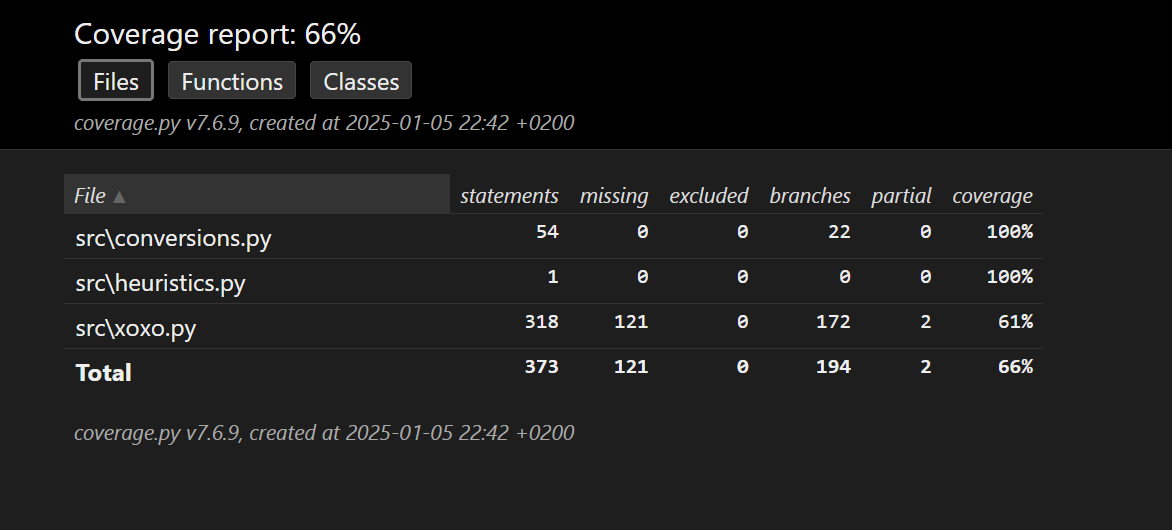 Coverage report: 66%
Files Functions Classes
coverage.py v7.6.9, created at 2025-01-05 22:42 +0200
File ▲ statements missing excluded branches partial coverage
src\conversions.py 54 0 0 22 0 100%
src\heuristics.py 1 0 0 0 0 100%
src\xoxo.py 318 121 0 172 2 61%
Total 373 121 0 194 2 66%
coverage.py v7.6.9, created at 2025-01-05 22:42 +0200